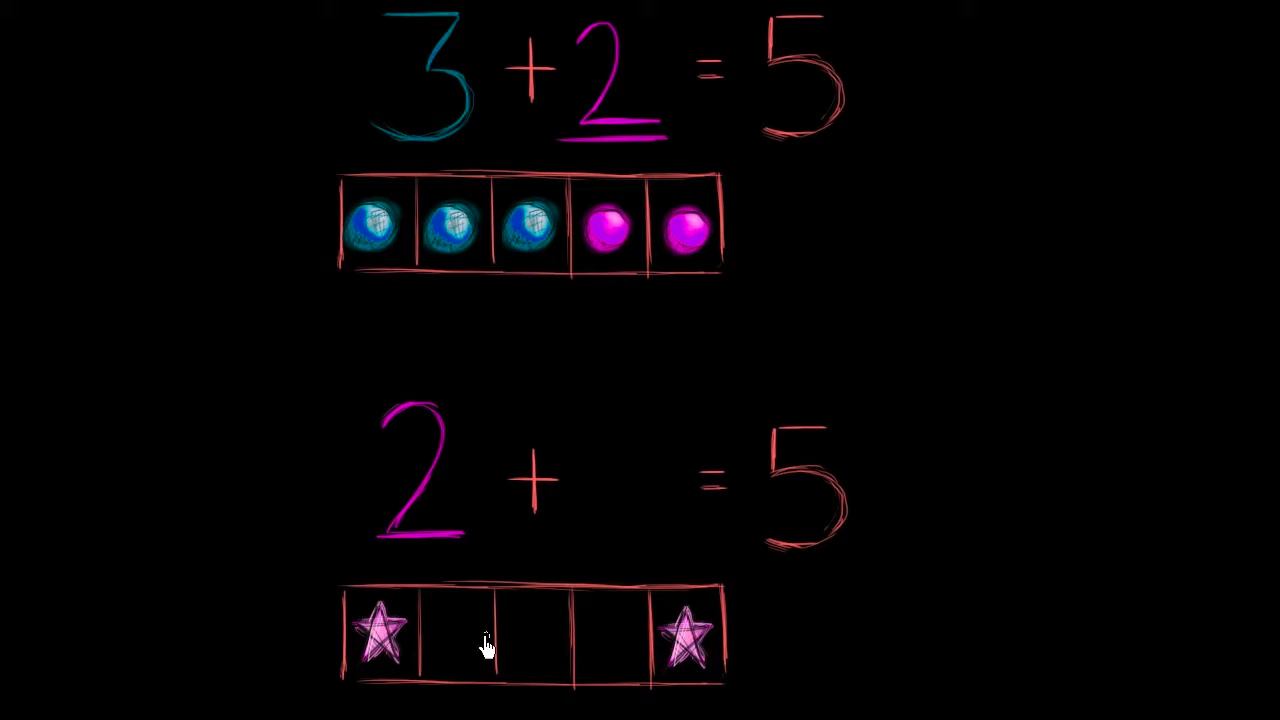 3 + 2 = 5
2 + = 5